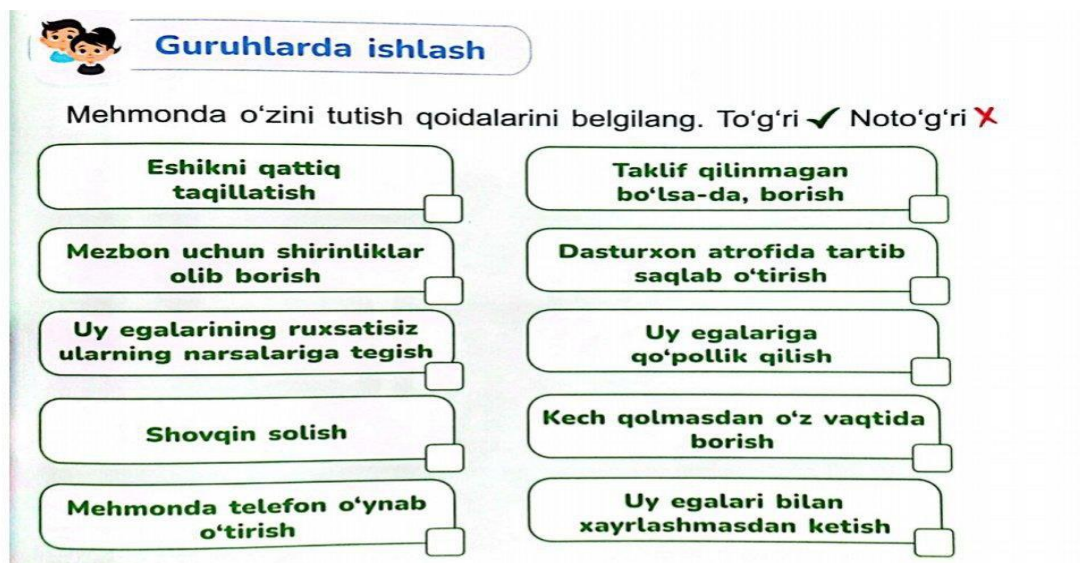 Guruhlarda ishlash
Mehmonda o‘zini tutish qoidalarini belgilang. To‘g‘ri ✓ Noto‘g‘ri ✗
Eshikni qattiq
taqillatish
Taklif qilinmagan
bo‘lsa-da, borish
Mezbon uchun shirinliklar
olib borish
Dasturxon atrofida tartib
saqlab o‘tirish
Uy egalarining ruxsatisiz
ularning narsalariga tegish
Uy egalariga
qo‘pollik qilish
Shovqin solish
Kech qolmasdan o‘z vaqtida
borish
Mehmonda telefon o‘ynab
o‘tirish
Uy egalari bilan
xayrlashmasdan ketish